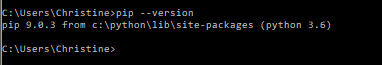 C:\Users\Christine>pip --version
pip 9.0.3 from c:\python\lib\site-packages (python 3.6)
C:\Users\Christine>